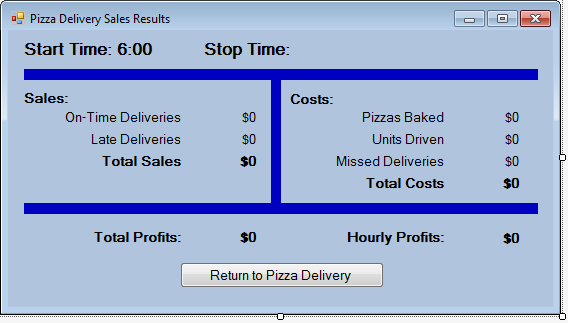 Pizza Delivery Sales Results
Start Time: 6:00 Stop Time:
Sales:
On-Time Deliveries $0
Late Deliveries $0
Total Sales $0
Costs:
Pizzas Baked $0
Units Driven $0
Missed Deliveries $0
Total Costs $0
Total Profits: $0 Hourly Profits: $0
Return to Pizza Delivery